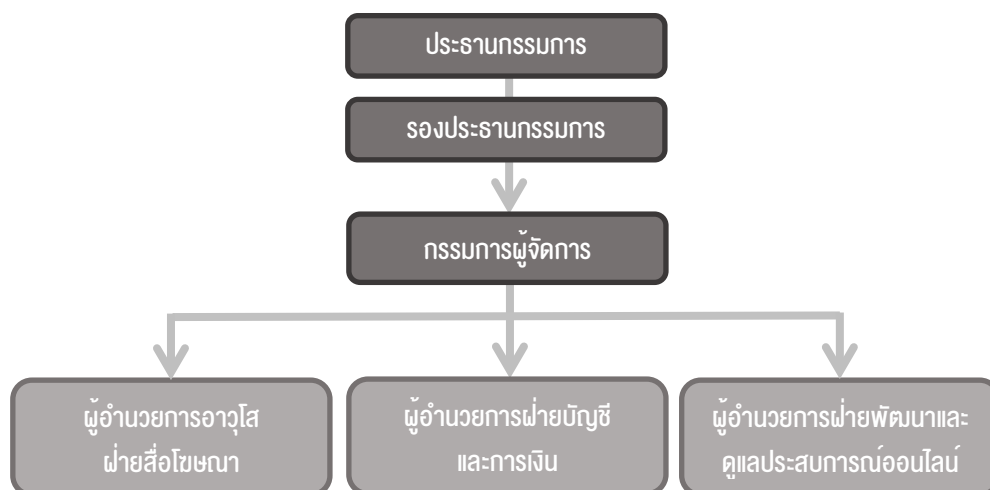 ประธานกรรมการ
รองประธานกรรมการ
กรรมการผู้จัดการ
ผู้อำนวยการอาวุโส
ฝ่ายสื่อโฆษณา
ผู้อำนวยการฝ่ายบัญชี
และการเงิน
ผู้อำนวยการฝ่ายพัฒนาและ
ดูแลประสบการณ์ออนไลน์